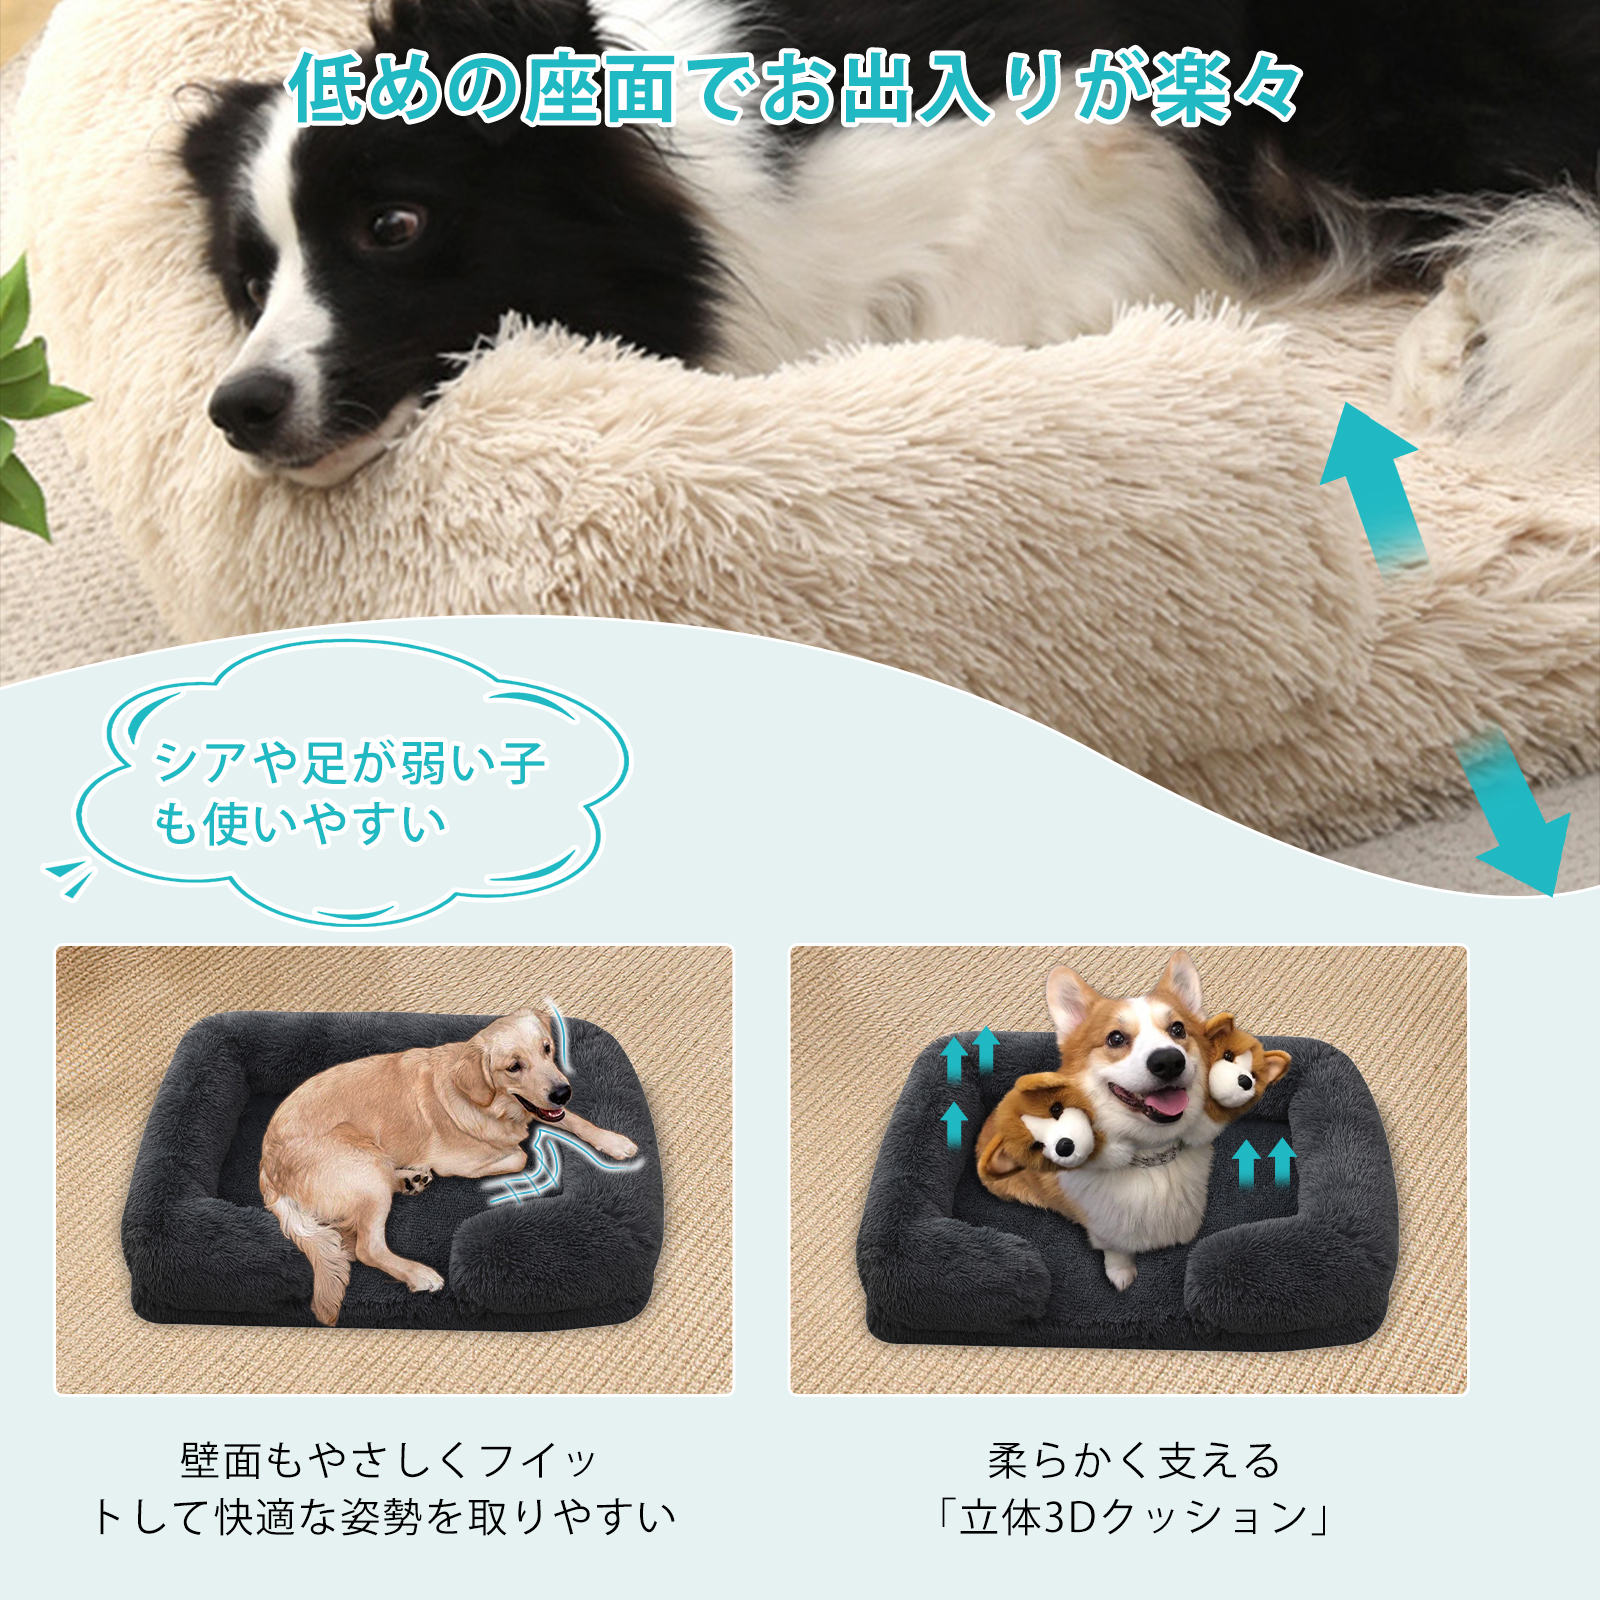 低めの座面でお出入りが楽々
シアや足が弱い子
も使いやすい
壁面もやさしくフイッ
トして快適な姿勢を取りやすい
柔らかく支える
「立体3Dクッション」